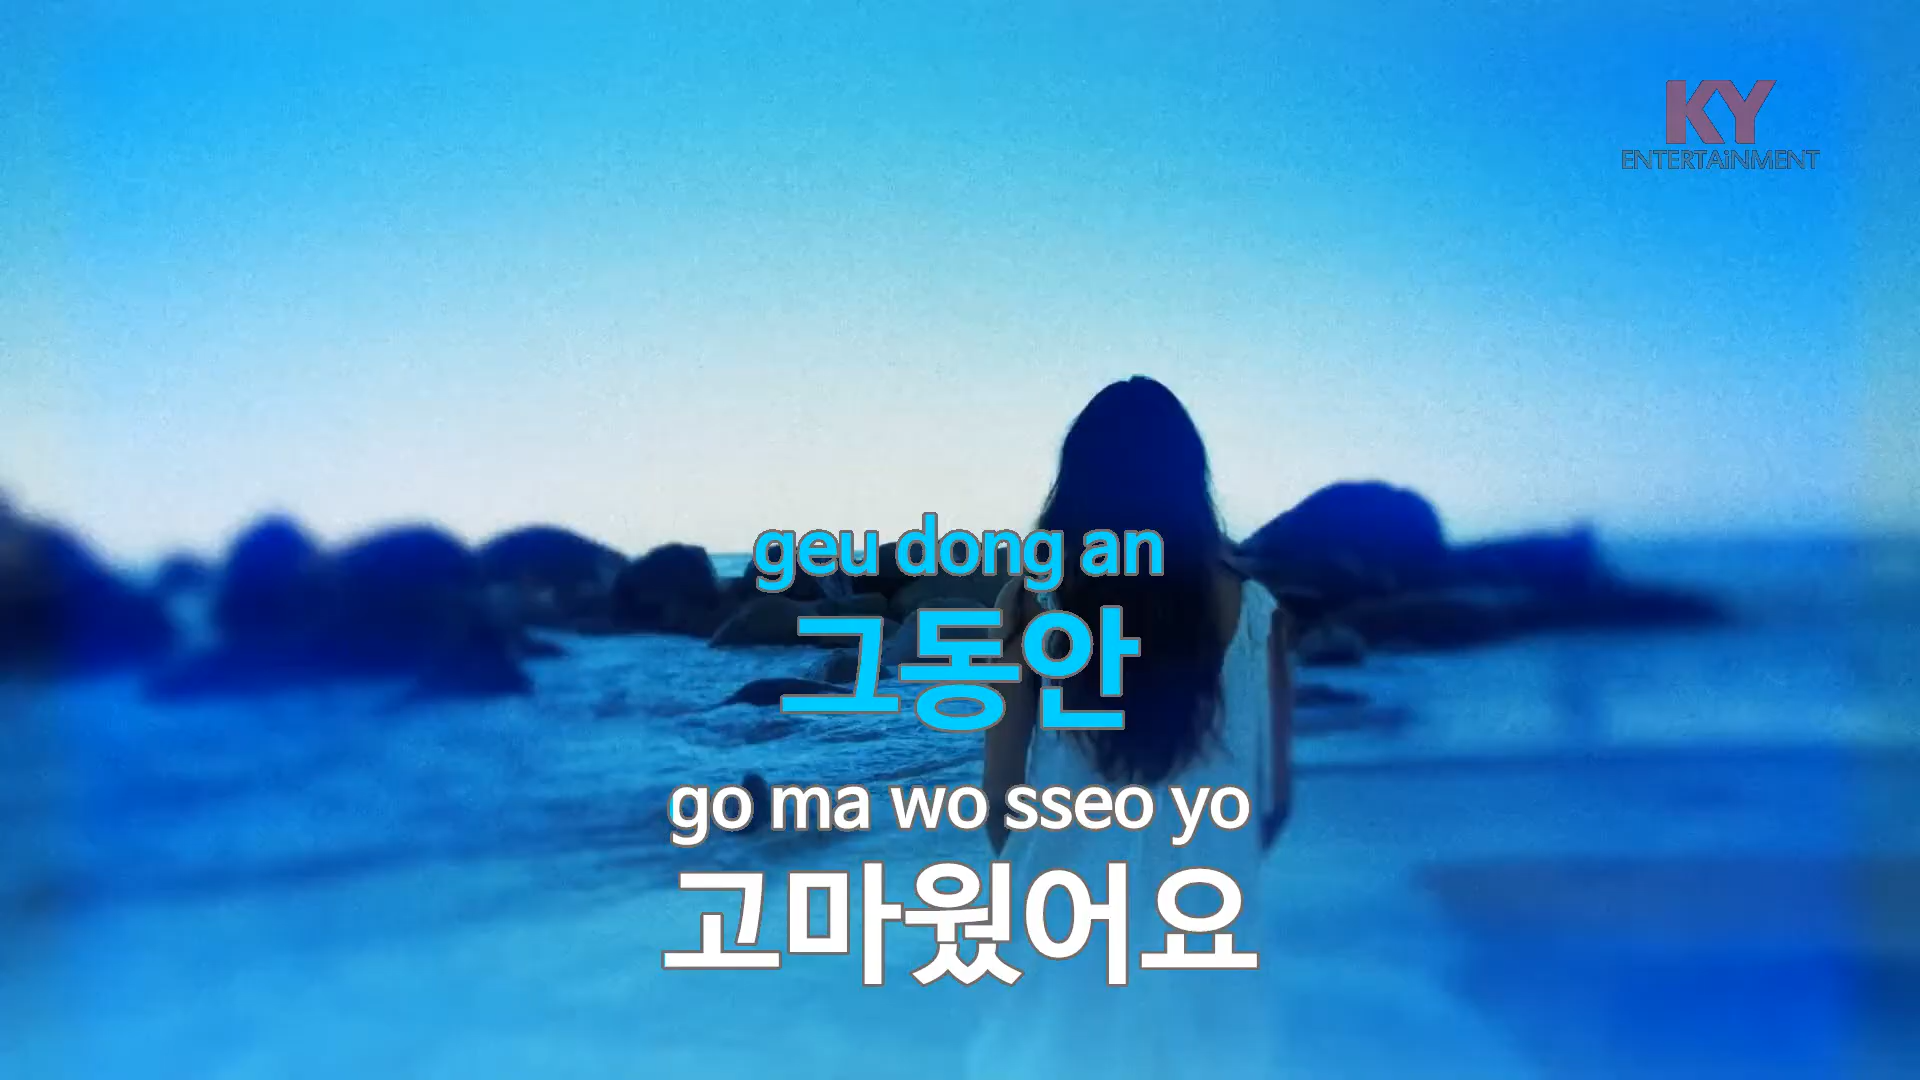 KY
ENTERTAiNMENT
geu dong an
그동안
go ma wo sseo yo
고마웠어요